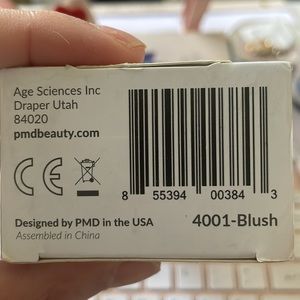 Age Sciences Inc
Draper Utah
84020
pmdbeauty.com
CE
8 55394 00384 3
Designed by PMD in the USA
4001-Blush
Assembled in China